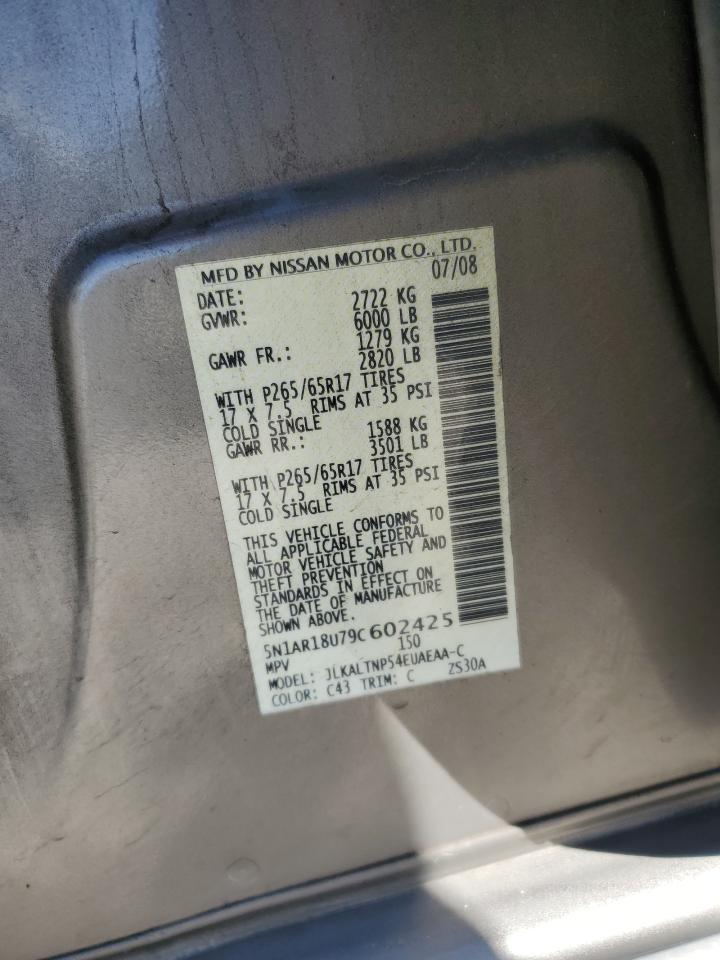 MFD BY NISSAN MOTOR CO., LTD.
DATE: 07/08
GVWR: 2722 KG
6000 LB
GAWR FR.: 1279 KG
2820 LB
WITH P265/65R17 TIRES
17 X 7.5 RIMS AT 35 PSI
COLD SINGLE
GAWR RR.: 1588 KG
3501 LB
WITH P265/65R17 TIRES
17 X 7.5 RIMS AT 35 PSI
COLD SINGLE
THIS VEHICLE CONFORMS TO
ALL APPLICABLE FEDERAL
MOTOR VEHICLE SAFETY AND
THEFT PREVENTION
STANDARDS IN EFFECT ON
THE DATE OF MANUFACTURE
SHOWN ABOVE.
5N1AR18U79C602425
MPV 150
MODEL: JLKALTNP54EUAEAA-C
COLOR: C43 TRIM: C ZS30A